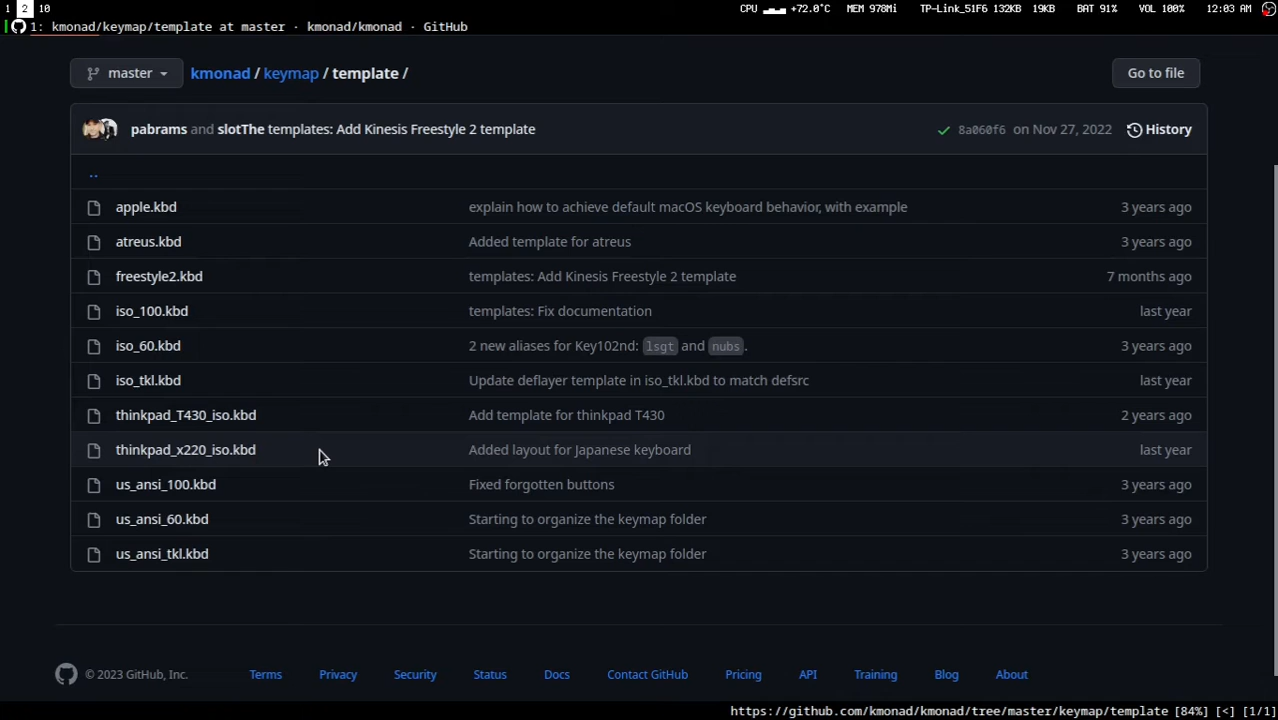 1 2 10 CPU +72.0°C MEM 978Mi TP-Link_51F6 132KB 19KB BAT 91% VOL 100% 12:03 AM
1: kmonad/keymap/template at master · kmonad/kmonad · GitHub
master kmonad / keymap / template / Go to file
pabrams and slotThe templates: Add Kinesis Freestyle 2 template 8a060f6 on Nov 27, 2022 History
..
apple.kbd explain how to achieve default macOS keyboard behavior, with example 3 years ago
atreus.kbd Added template for atreus 3 years ago
freestyle2.kbd templates: Add Kinesis Freestyle 2 template 7 months ago
iso_100.kbd templates: Fix documentation last year
iso_60.kbd 2 new aliases for Key102nd: lsgt and nubs. 3 years ago
iso_tkl.kbd Update deflayer template in iso_tkl.kbd to match defsrc last year
thinkpad_T430_iso.kbd Add template for thinkpad T430 2 years ago
thinkpad_x220_iso.kbd Added layout for Japanese keyboard last year
us_ansi_100.kbd Fixed forgotten buttons 3 years ago
us_ansi_60.kbd Starting to organize the keymap folder 3 years ago
us_ansi_tkl.kbd Starting to organize the keymap folder 3 years ago
© 2023 GitHub, Inc. Terms Privacy Security Status Docs Contact GitHub Pricing API Training Blog About
https://github.com/kmonad/kmonad/tree/master/keymap/template [84%] [<] [1/1]